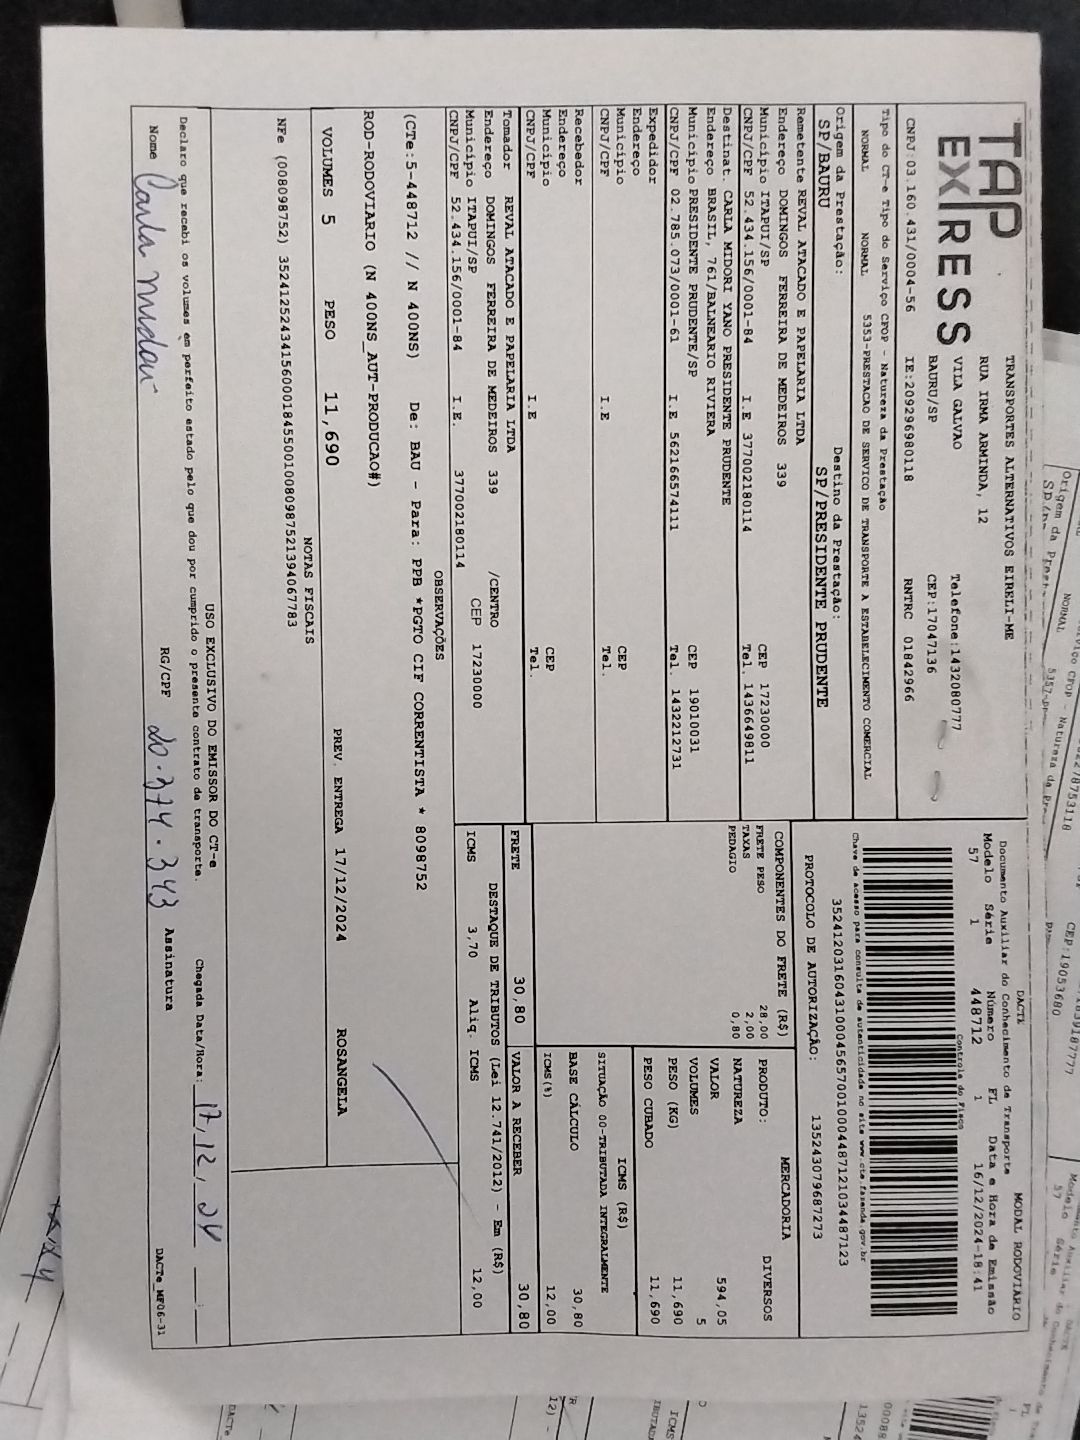 TAP
EXPRESS
TRANSPORTES ALTERNATIVOS EIRELI-ME
RUA IRMA ARMINDA, 12
VILA GALVAO Telefone:1432080777
BAURU/SP CEP:17047136
CNPJ:03.160.431/0004-56 IE:209296980118 RNTRC 01842966
DACTE MODAL RODOVIÁRIO
Documento Auxiliar do Conhecimento de Transporte
Modelo Série Número FL Data e Hora de Emissão
57 1 448712 1 16/12/2024-18:41
Controle do Fisco
Chave de acesso para consulta de autenticidade no site www.cte.fazenda.gov.br
35241203160431000456570010004487121034487123
PROTOCOLO DE AUTORIZAÇÃO: 135243079687273
Tipo do CT-e Tipo do Serviço CFOP - Natureza da Prestação
NORMAL NORMAL 5353-PRESTACAO DE SERVICO DE TRANSPORTE A ESTABELECIMENTO COMERCIAL
Origem da Prestação: Destino da Prestação:
SP/BAURU SP/PRESIDENTE PRUDENTE
Remetente REVAL ATACADO E PAPELARIA LTDA
Endereço DOMINGOS FERREIRA DE MEDEIROS 339
Município ITAPUI/SP CEP 17230000
CNPJ/CPF 52.434.156/0001-84 I.E 377002180114 Tel. 1436649811
Destinat. CARLA MIDORI YANO PRESIDENTE PRUDENTE
Endereço BRASIL, 761/BALNEARIO RIVIERA
Município PRESIDENTE PRUDENTE/SP CEP 19010031
CNPJ/CPF 02.785.073/0001-61 I.E 562166574111 Tel. 1432212731
Expedidor
Endereço
Município CEP
CNPJ/CPF I.E Tel.
Recebedor
Endereço
Município CEP
CNPJ/CPF I.E Tel.
Tomador REVAL ATACADO E PAPELARIA LTDA
Endereço DOMINGOS FERREIRA DE MEDEIROS 339 /CENTRO
Município ITAPUI/SP CEP 17230000
CNPJ/CPF 52.434.156/0001-84 I.E. 377002180114
COMPONENTES DO FRETE (R$)
FRETE PESO 28,00
TAXAS 2,00
PEDAGIO 0,80
MERCADORIA
PRODUTO: DIVERSOS
NATUREZA
VALOR 594,05
VOLUMES 5
PESO (KG) 11,690
PESO CUBADO 11,690
ICMS (R$)
SITUAÇÃO 00-TRIBUTADA INTEGRALMENTE
BASE CÁLCULO 30,80
ICMS(%) 12,00
FRETE 30,80 VALOR A RECEBER 30,80
DESTAQUE DE TRIBUTOS (Lei 12.741/2012) - Em (R$)
ICMS 3,70 Aliq. ICMS 12,00
OBSERVAÇÕES
(CTe:5-448712 // N 400NS) De: BAU - Para: PPB *PGTO CIF CORRENTISTA * 8098752
ROD-RODOVIARIO (N 400NS_AUT-PRODUCAO#)
VOLUMES 5 PESO 11,690 PREV. ENTREGA 17/12/2024 ROSANGELA
NOTAS FISCAIS
NFe (008098752) 35241252434156000184550010080987521394067783
USO EXCLUSIVO DO EMISSOR DO CT-e
Declaro que recebi os volumes em perfeito estado pelo que dou por cumprido o presente contrato de transporte. Chegada Data/Hora: 17/12/24
Nome Carla Midori RG/CPF 20.374.343 Assinatura
DACTe_MF06-31